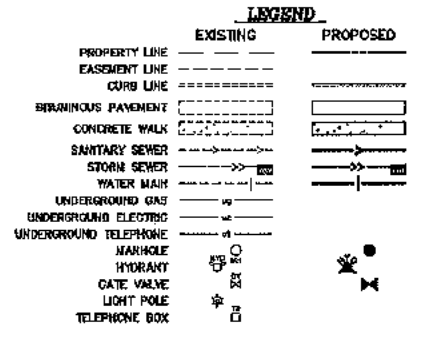 LEGEND
EXISTING PROPOSED
PROPERTY LINE
EASEMENT LINE
CURB LINE
BITUMINOUS PAVEMENT
CONCRETE WALK
SANITARY SEWER
STORM SEWER
WATER MAIN
UNDERGROUND GAS
UNDERGROUND ELECTRIC
UNDERGROUND TELEPHONE
MANHOLE
HYDRANT
GATE VALVE
LIGHT POLE
TELEPHONE BOX